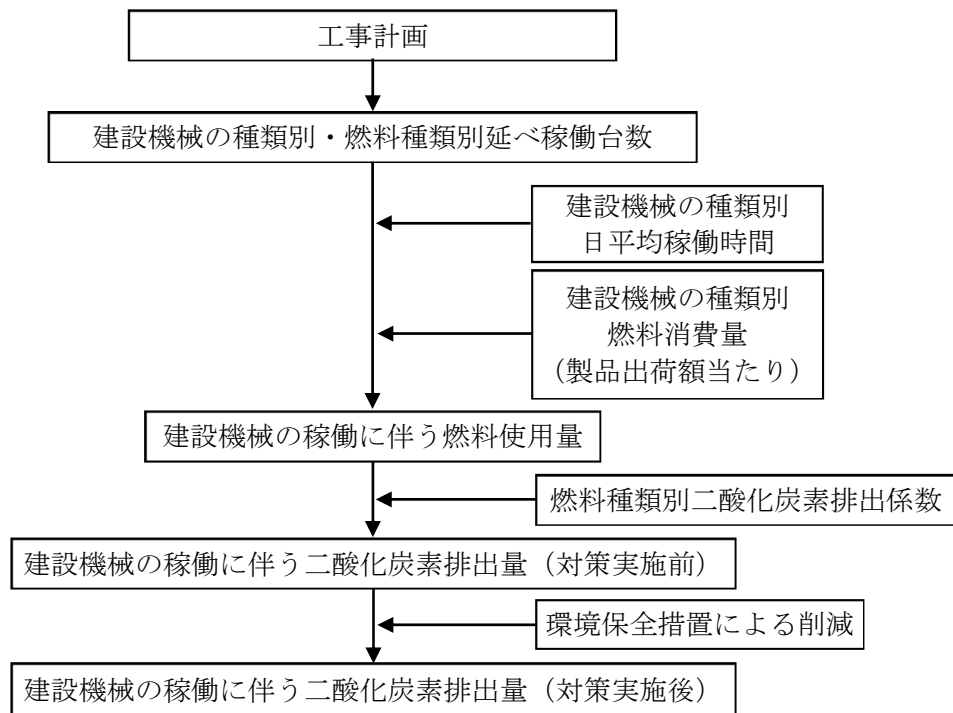 工事計画
建設機械の種類別・燃料種類別延べ稼働台数
建設機械の種類別
日平均稼働時間
建設機械の種類別
燃料消費量
（製品出荷額当たり）
建設機械の稼働に伴う燃料使用量
燃料種類別二酸化炭素排出係数
建設機械の稼働に伴う二酸化炭素排出量（対策実施前）
環境保全措置による削減
建設機械の稼働に伴う二酸化炭素排出量（対策実施後）